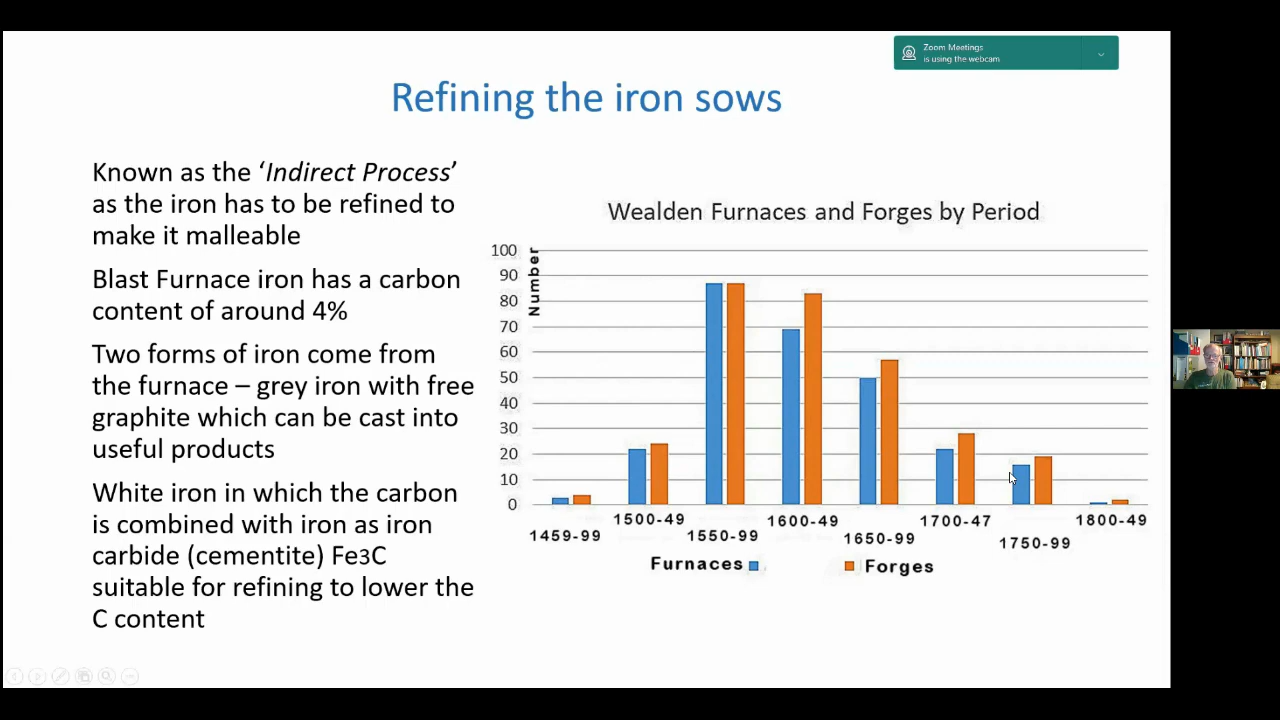 Zoom Meetings
is using the webcam
Refining the iron sows
Known as the ‘Indirect Process’
as the iron has to be refined to
make it malleable
Blast Furnace iron has a carbon
content of around 4%
Two forms of iron come from
the furnace – grey iron with free
graphite which can be cast into
useful products
White iron in which the carbon
is combined with iron as iron
carbide (cementite) Fe3C
suitable for refining to lower the
C content
Wealden Furnaces and Forges by Period
Number
100
90
80
70
60
50
40
30
20
10
0
1459-99
1500-49
1550-99
1600-49
1650-99
1700-47
1750-99
1800-49
Furnaces
Forges